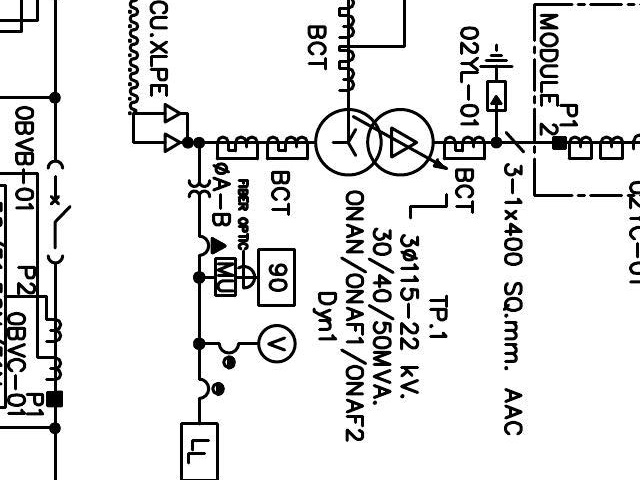 CU.XLPE
BCT
02YL-01
MODULE 2
P1
3-1x400 SQ.mm. AAC
BCT
TP.1
3ø115-22 kV.
30/40/50MVA.
ONAN/ONAF1/ONAF2
Dyn1
BCT
øA-B
FIBER OPTIC
MU
90
V
LL
0BVB-01
P2
0BVC-01
P1